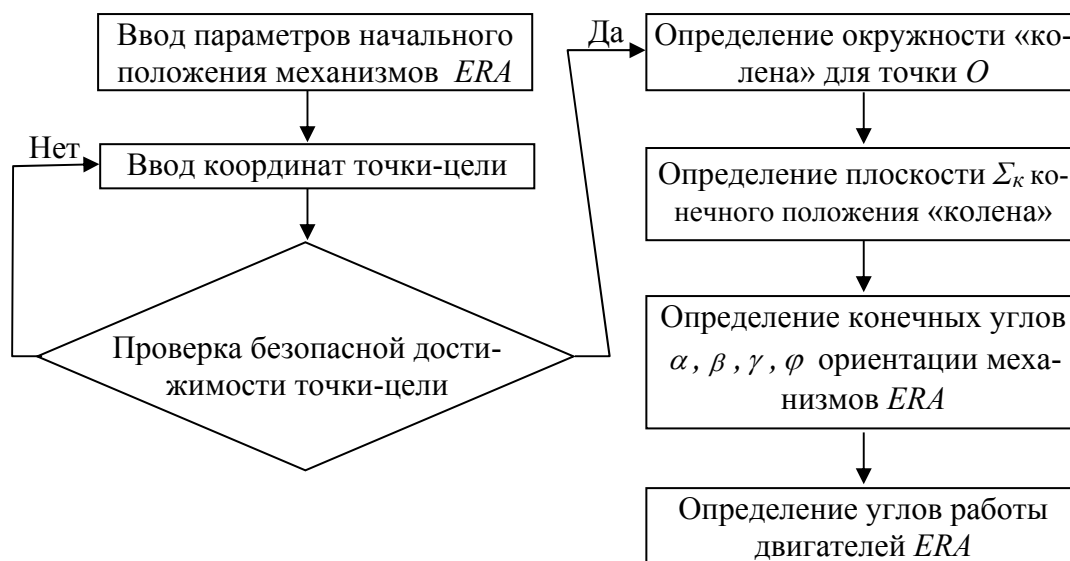 Ввод параметров начального
положения механизмов ERA
Нет
Ввод координат точки-цели
Проверка безопасной дости-
жимости точки-цели
Да
Определение окружности «ко-
лена» для точки O
Определение плоскости Σк ко-
нечного положения «колена»
Определение конечных углов
α, β, γ, φ ориентации меха-
низмов ERA
Определение углов работы
двигателей ERA